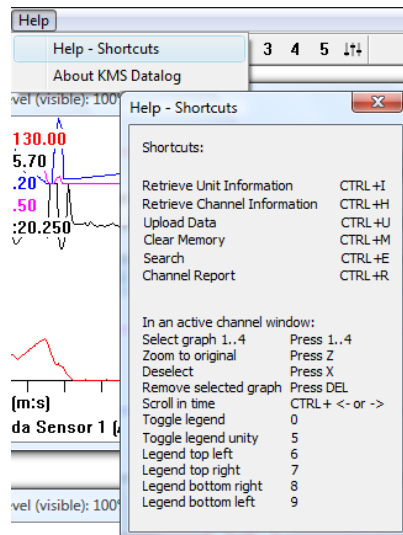 Help
Help - Shortcuts
3 4 5
About KMS Datalog
vel (visible): 100%
Help - Shortcuts
130.00
5.70
.20
.50
:20.250
Shortcuts:
Retrieve Unit Information CTRL+I
Retrieve Channel Information CTRL+H
Upload Data CTRL+U
Clear Memory CTRL+M
Search CTRL+E
Channel Report CTRL+R
In an active channel window:
Select graph 1..4 Press 1..4
Zoom to original Press Z
Deselect Press X
Remove selected graph Press DEL
Scroll in time CTRL+ <- or ->
Toggle legend 0
Toggle legend unity 5
Legend top left 6
Legend top right 7
Legend bottom right 8
Legend bottom left 9
(m:s)
da Sensor 1
vel (visible): 100%